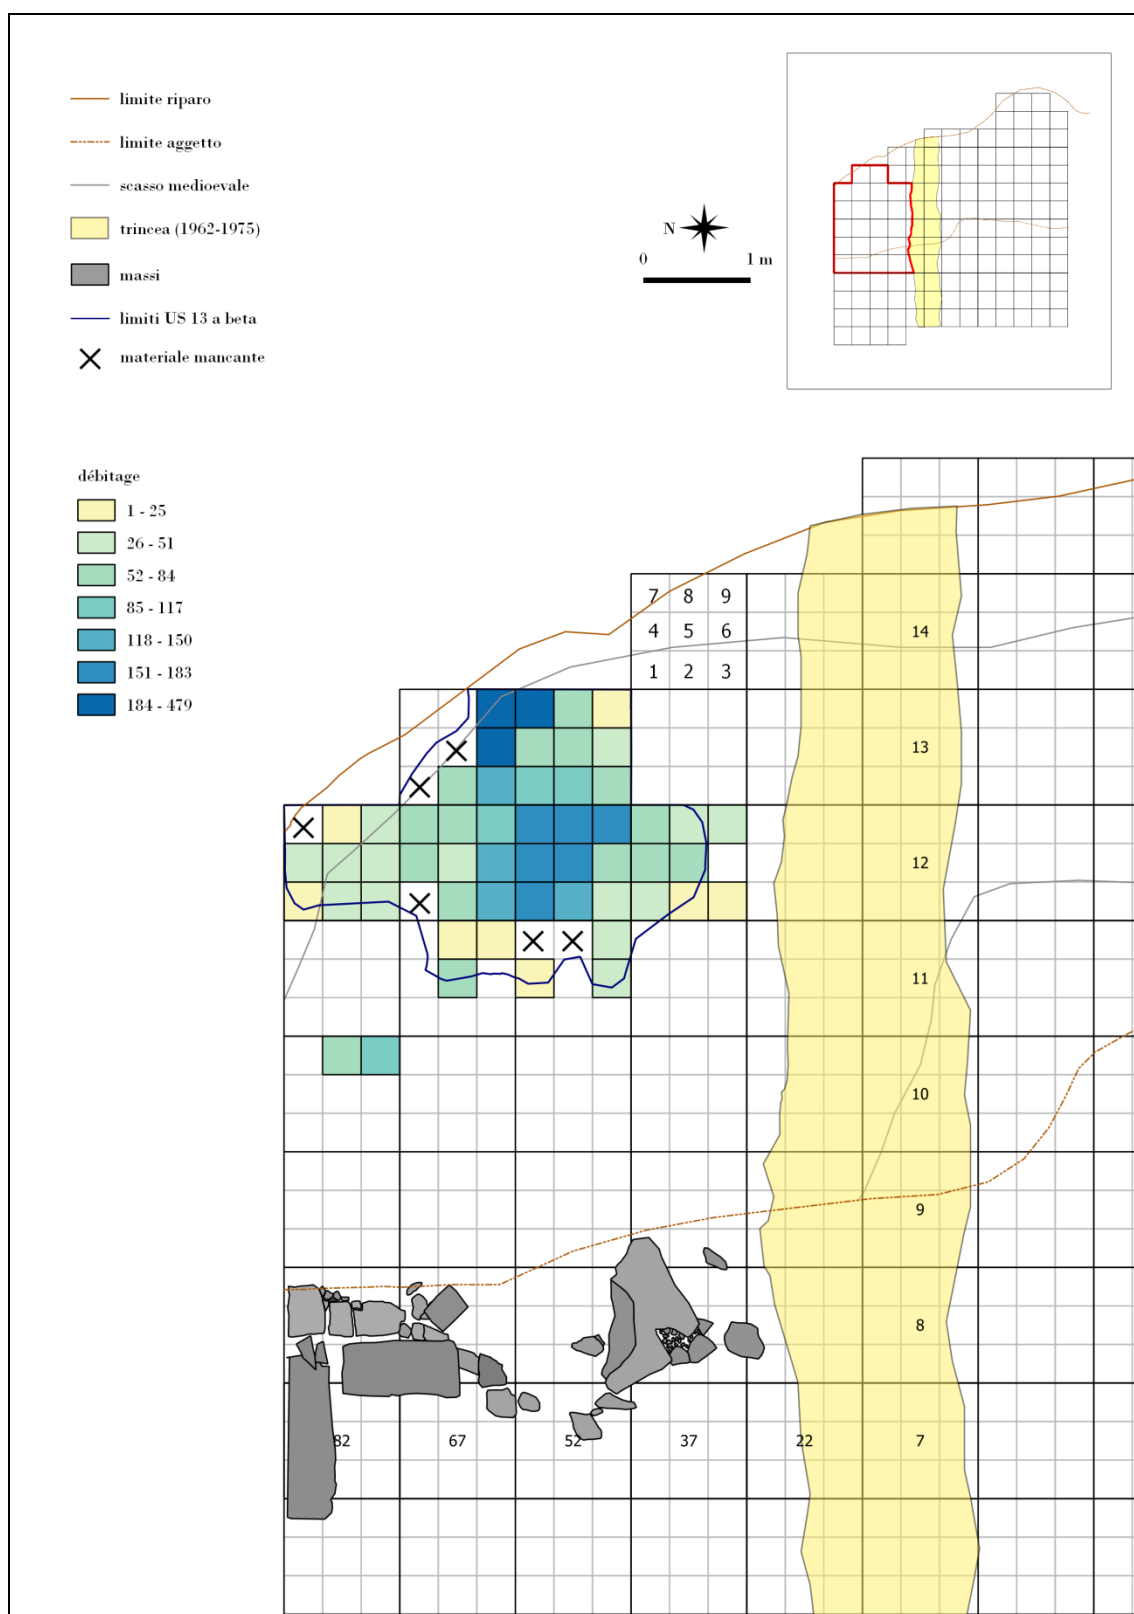 limite riparo
limite aggetto
scasso medioevale
trincea (1962-1975)
massi
limiti US 13 a beta
materiale mancante
N
0 1 m
débitage
1 - 25
26 - 51
52 - 84
85 - 117
118 - 150
151 - 183
184 - 479
7 8 9
4 5 6
1 2 3
14
13
12
11
10
9
8
82 67 52 37 22 7